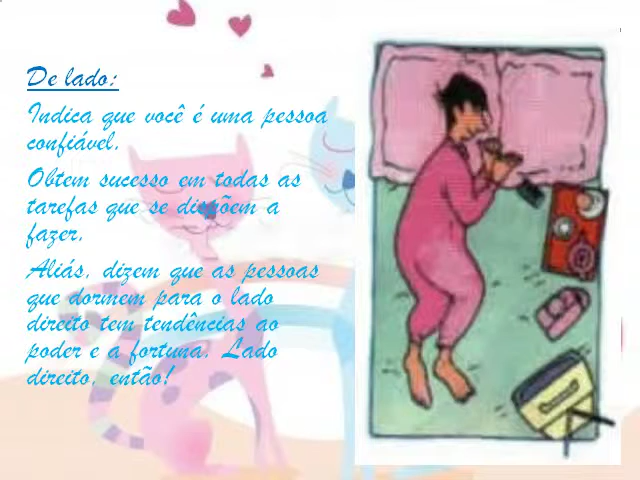 De lado:
Indica que você é uma pessoa
confiável.
Obtem sucesso em todas as
tarefas que se dispõem a
fazer.
Aliás, dizem que as pessoas
que dormem para o lado
direito tem tendências ao
poder e a fortuna. Lado
direito, então!